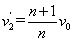 v₂′ = (n+1)/n v₀